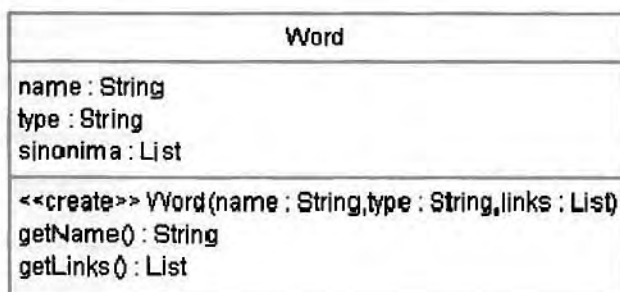 Word
name : String
type : String
sinonima : List
<<create>> Word(name : String,type : String,links : List)
getName() : String
getLinks() : List